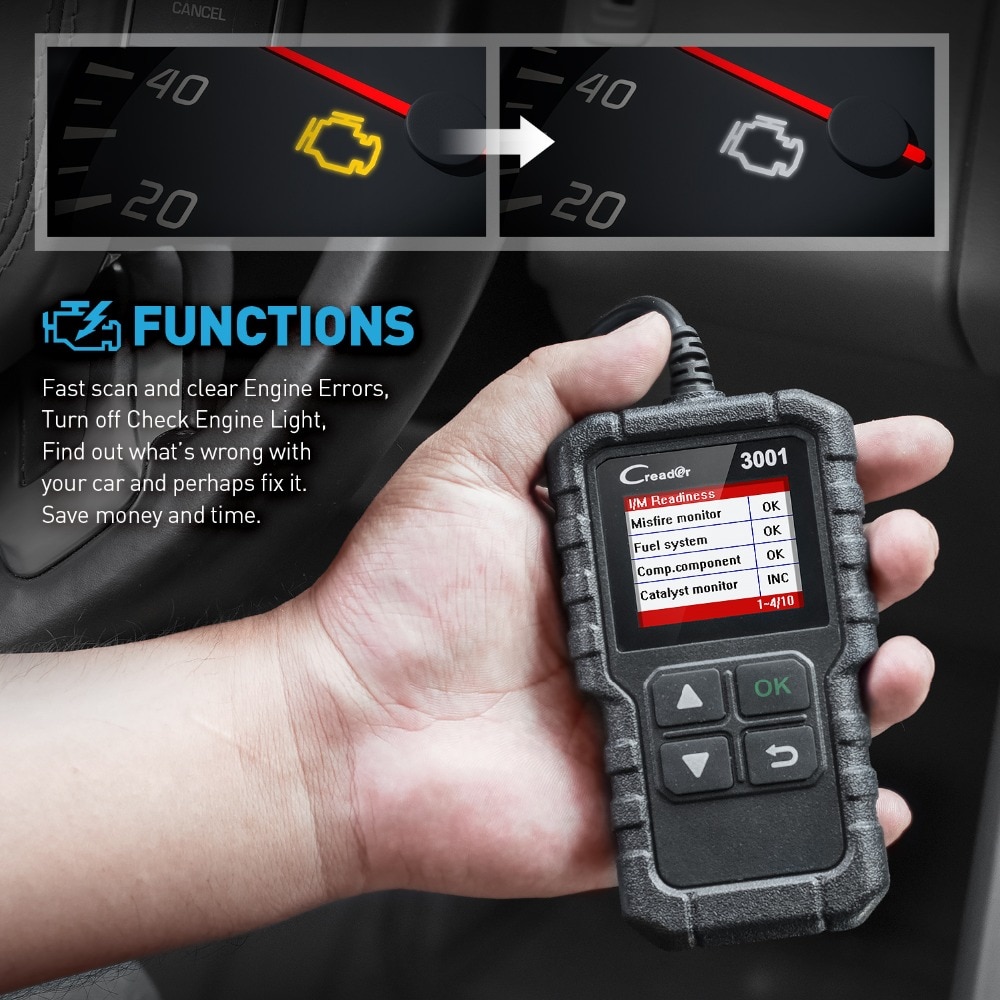 CANCEL
40
20
40
20
FUNCTIONS
Fast scan and clear Engine Errors,
Turn off Check Engine Light,
Find out what's wrong with
your car and perhaps fix it.
Save money and time.
Creader 3001
I/M Readiness
Misfire monitor OK
Fuel system OK
Comp.component OK
Catalyst monitor INC
1~4/10
OK